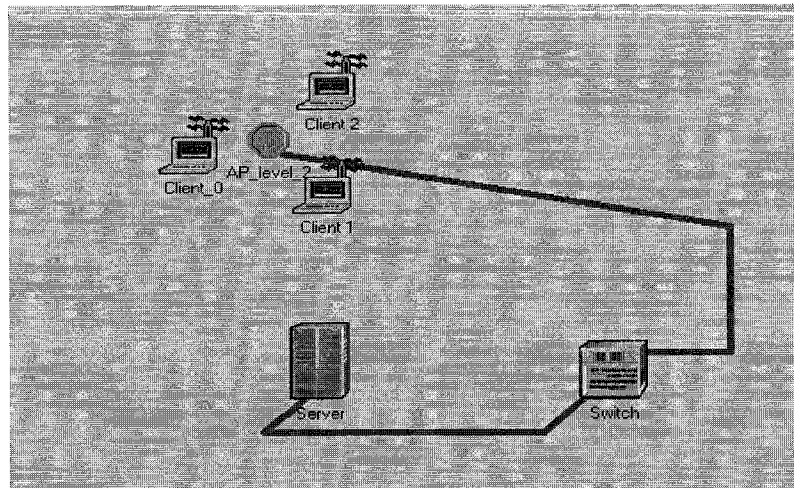 Client 2
Client_0
AP_level_2
Client 1
Server
Switch